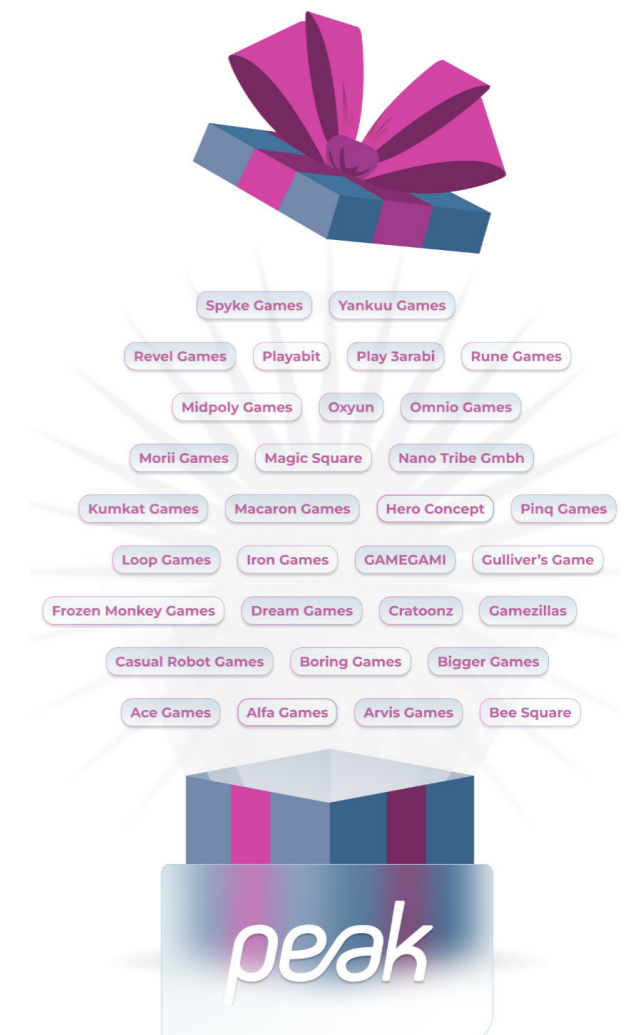 Spyke Games Yankuu Games
Revel Games Playabit Play 3arabi Rune Games
Midpoly Games Oxyun Omnio Games
Morii Games Magic Square Nano Tribe Gmbh
Kumkat Games Macaron Games Hero Concept Pinq Games
Loop Games Iron Games GAMEGAMI Gulliver’s Game
Frozen Monkey Games Dream Games Cratoonz Gamezillas
Casual Robot Games Boring Games Bigger Games
Ace Games Alfa Games Arvis Games Bee Square
peak